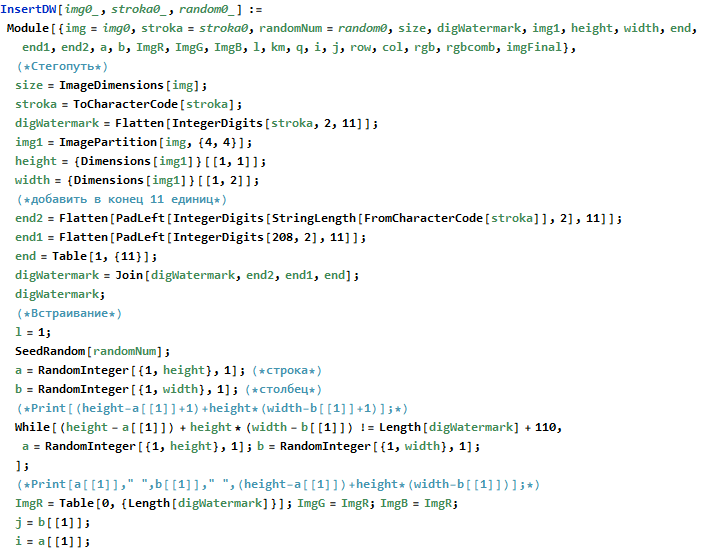 InsertDW[img0_, stroka0_, random0_] :=
Module[{img = img0, stroka = stroka0, randomNum = random0, size, digWatermark, img1, height, width, end,
end1, end2, a, b, ImgR, ImgG, ImgB, l, km, q, i, j, row, col, rgb, rgbcomb, imgFinal},
(*Стегопуть*)
size = ImageDimensions[img];
stroka = ToCharacterCode[stroka];
digWatermark = Flatten[IntegerDigits[stroka, 2, 11]];
img1 = ImagePartition[img, {4, 4}];
height = {Dimensions[img1]}[[1, 1]];
width = {Dimensions[img1]}[[1, 2]];
(*добавить в конец 11 единиц*)
end2 = Flatten[PadLeft[IntegerDigits[StringLength[FromCharacterCode[stroka]], 2], 11]];
end1 = Flatten[PadLeft[IntegerDigits[208, 2], 11]];
end = Table[1, {11}];
digWatermark = Join[digWatermark, end2, end1, end];
digWatermark;
(*Встраивание*)
l = 1;
SeedRandom[randomNum];
a = RandomInteger[{1, height}, 1]; (*строка*)
b = RandomInteger[{1, width}, 1]; (*столбец*)
(*Print[(height-a[[1]]+1)+height*(width-b[[1]]+1)];*)
While[(height - a[[1]]) + height * (width - b[[1]]) != Length[digWatermark] + 110,
a = RandomInteger[{1, height}, 1]; b = RandomInteger[{1, width}, 1];
];
(*Print[a[[1]]," ",b[[1]]," ",(height-a[[1]])+height*(width-b[[1]])];*)
ImgR = Table[0, {Length[digWatermark]}]; ImgG = ImgR; ImgB = ImgR;
j = b[[1]];
i = a[[1]];